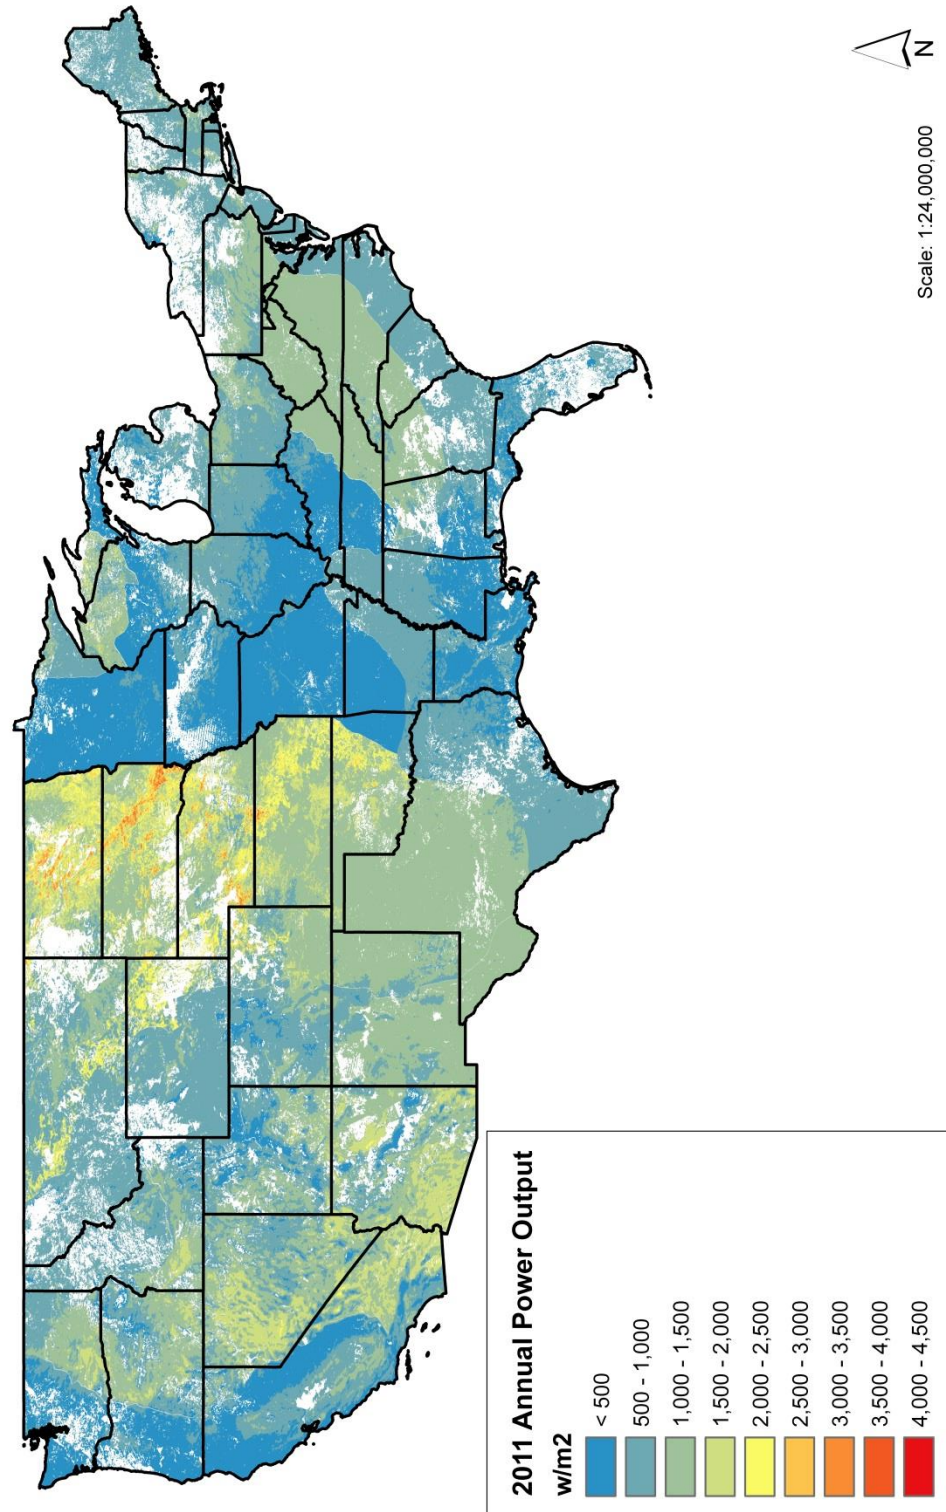 2011 Annual Power Output
w/m2
< 500
500 - 1,000
1,000 - 1,500
1,500 - 2,000
2,000 - 2,500
2,500 - 3,000
3,000 - 3,500
3,500 - 4,000
4,000 - 4,500
N
Scale: 1:24,000,000